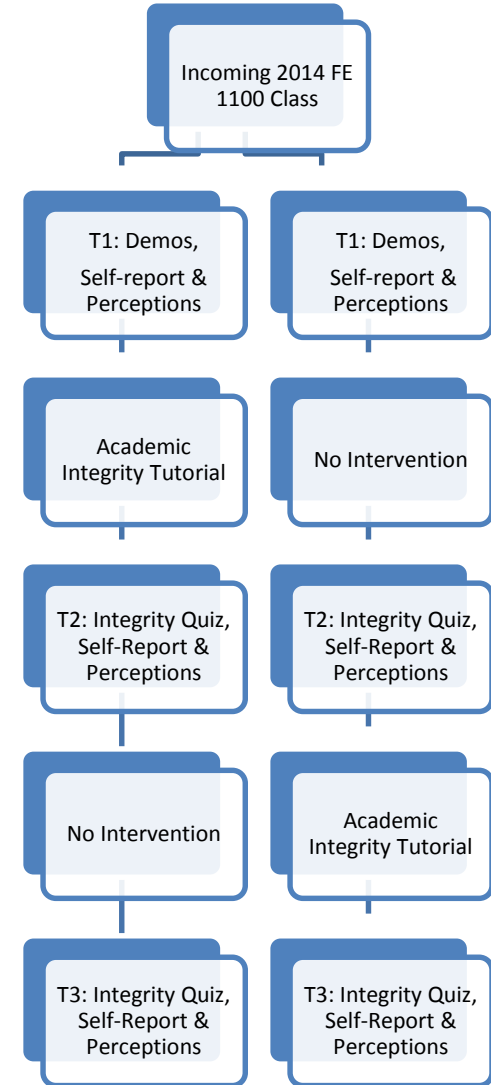 Incoming 2014 FE
1100 Class
T1: Demos,
Self-report &
Perceptions
T1: Demos,
Self-report &
Perceptions
Academic
Integrity Tutorial
No Intervention
T2: Integrity Quiz,
Self-Report &
Perceptions
T2: Integrity Quiz,
Self-Report &
Perceptions
No Intervention
Academic
Integrity Tutorial
T3: Integrity Quiz,
Self-Report &
Perceptions
T3: Integrity Quiz,
Self-Report &
Perceptions